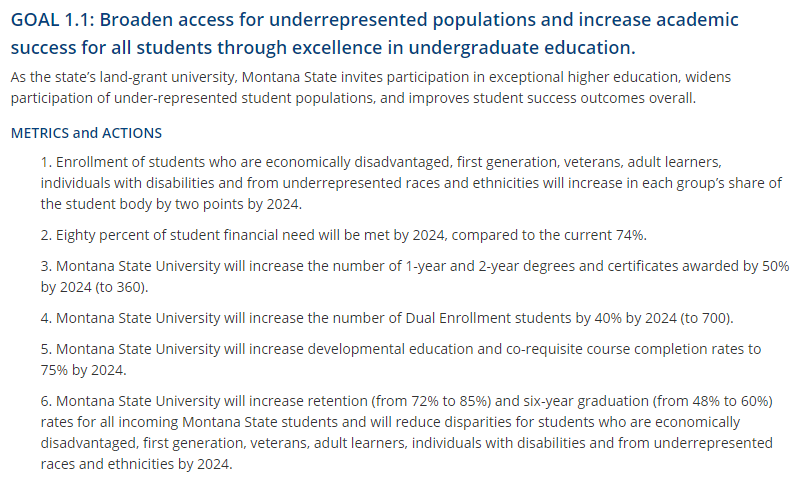 GOAL 1.1: Broaden access for underrepresented populations and increase academic
success for all students through excellence in undergraduate education.
As the state’s land-grant university, Montana State invites participation in exceptional higher education, widens
participation of under-represented student populations, and improves student success outcomes overall.
METRICS and ACTIONS
1. Enrollment of students who are economically disadvantaged, first generation, veterans, adult learners,
individuals with disabilities and from underrepresented races and ethnicities will increase in each group’s share of
the student body by two points by 2024.
2. Eighty percent of student financial need will be met by 2024, compared to the current 74%.
3. Montana State University will increase the number of 1-year and 2-year degrees and certificates awarded by 50%
by 2024 (to 360).
4. Montana State University will increase the number of Dual Enrollment students by 40% by 2024 (to 700).
5. Montana State University will increase developmental education and co-requisite course completion rates to
75% by 2024.
6. Montana State University will increase retention (from 72% to 85%) and six-year graduation (from 48% to 60%)
rates for all incoming Montana State students and will reduce disparities for students who are economically
disadvantaged, first generation, veterans, adult learners, individuals with disabilities and from underrepresented
races and ethnicities by 2024.